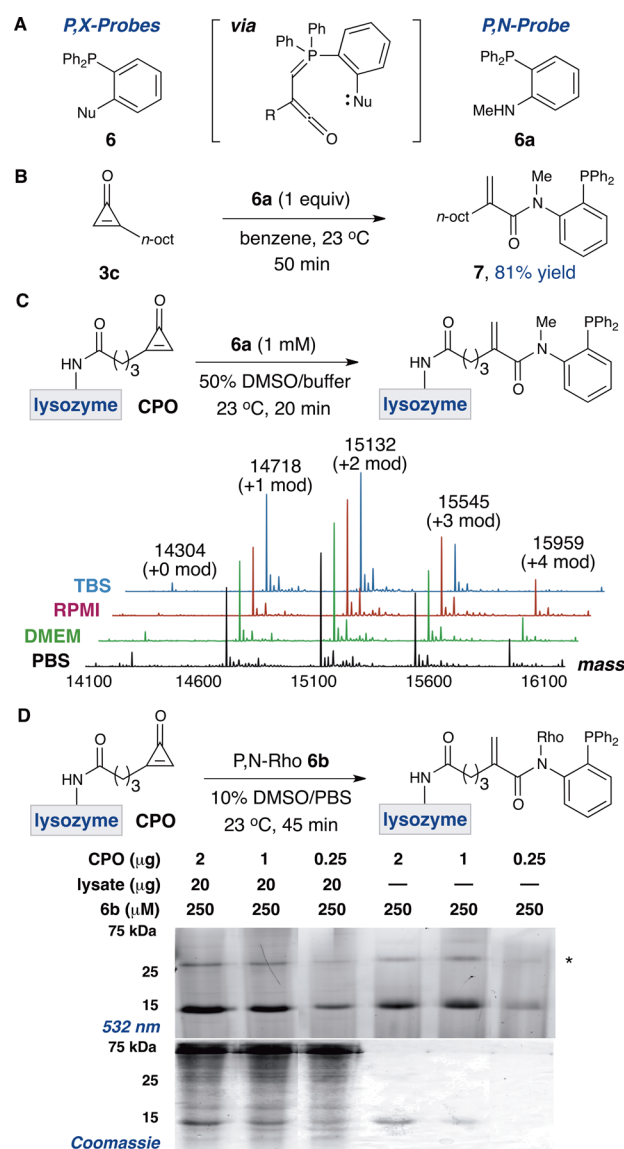 A
P,X-Probes
via
P,N-Probe
Ph2P
Nu
6
Ph
Ph
P
:Nu
R
O
Ph2P
MeHN
6a
B
O
n-oct
3c
6a (1 equiv)
benzene, 23 °C
50 min
n-oct
O
Me
N
PPh2
7, 81% yield
C
O
HN
3
O
lysozyme
CPO
6a (1 mM)
50% DMSO/buffer
23 °C, 20 min
O
HN
3
O
Me
N
PPh2
lysozyme
14304
(+0 mod)
14718
(+1 mod)
15132
(+2 mod)
15545
(+3 mod)
15959
(+4 mod)
TBS
RPMI
DMEM
PBS
mass
14100 14600 15100 15600 16100
D
O
HN
3
O
lysozyme
CPO
P,N-Rho 6b
10% DMSO/PBS
23 °C, 45 min
O
HN
3
O
Rho
N
PPh2
lysozyme
CPO (μg) 2 1 0.25 2 1 0.25
lysate (μg) 20 20 20 — — —
6b (μM) 250 250 250 250 250 250
75 kDa
25
*
15
532 nm
75 kDa
25
15
Coomassie